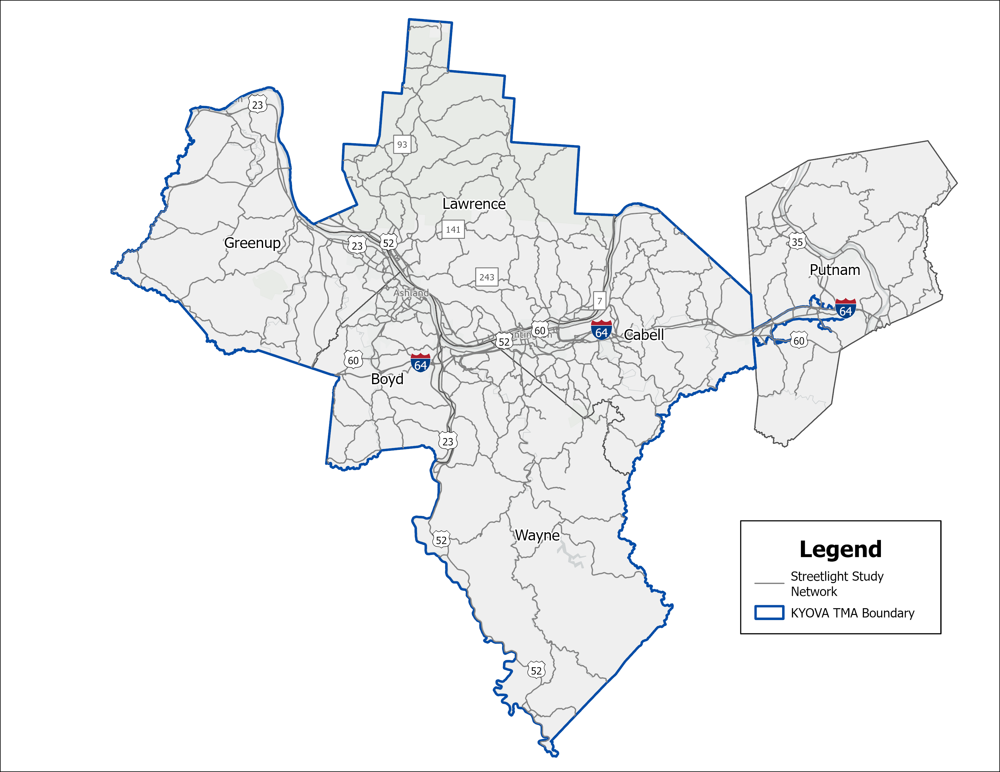 23
93
Lawrence
141
Greenup
23
52
35
Putnam
243
Ashland
7
64
60
64
Cabell
52
60
60
64
Boyd
23
Wayne
52
52
Legend
Streetlight Study
Network
KYOVA TMA Boundary